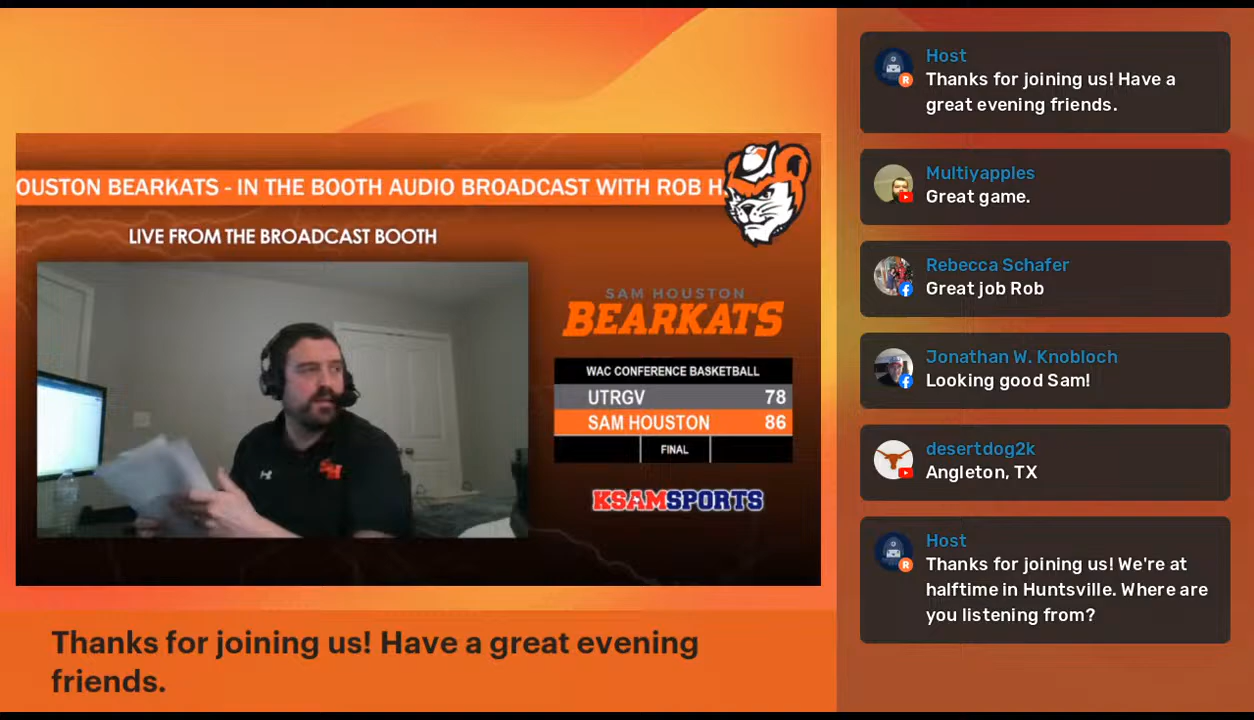 OUSTON BEARKATS - IN THE BOOTH AUDIO BROADCAST WITH ROB H
LIVE FROM THE BROADCAST BOOTH
SAM HOUSTON
BEARKATS
WAC CONFERENCE BASKETBALL
UTRGV 78
SAM HOUSTON 86
FINAL
KSAMSPORTS
Thanks for joining us! Have a great evening
friends.
Host
Thanks for joining us! Have a
great evening friends.
Multiyapples
Great game.
Rebecca Schafer
Great job Rob
Jonathan W. Knobloch
Looking good Sam!
desertdog2k
Angleton, TX
Host
Thanks for joining us! We're at
halftime in Huntsville. Where are
you listening from?